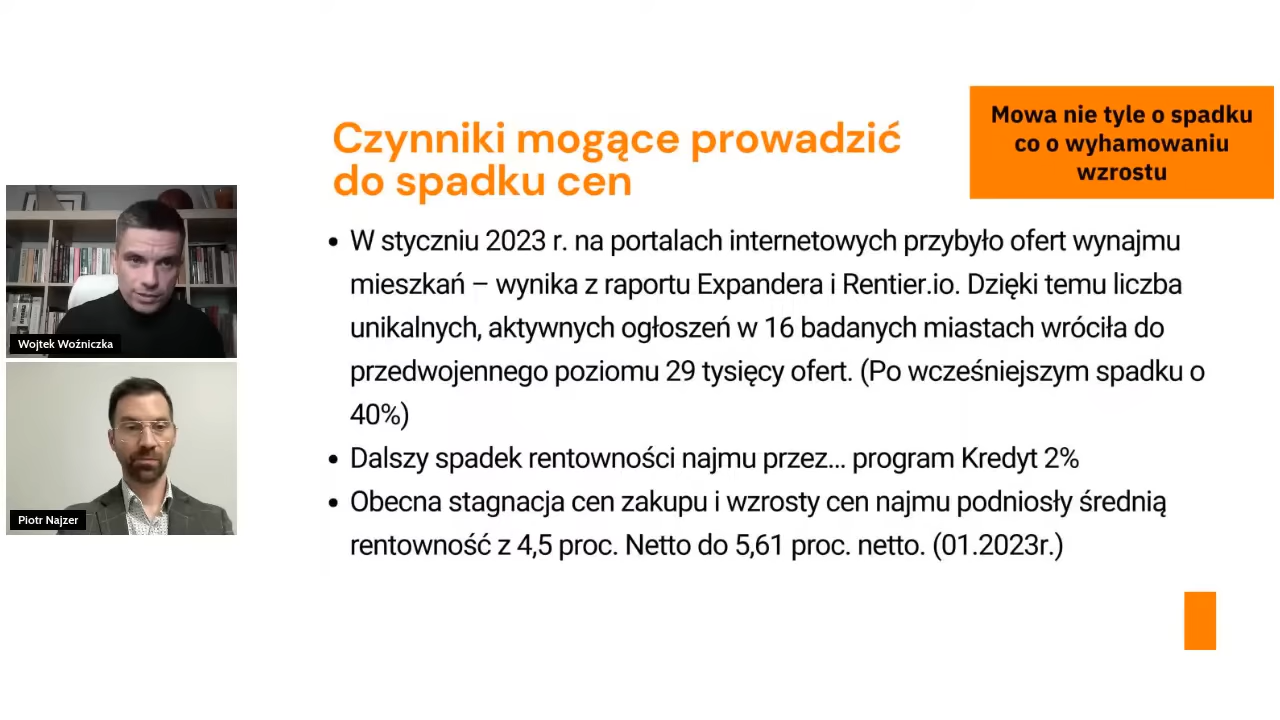 Czynniki mogące prowadzić
do spadku cen
Mowa nie tyle o spadku
co o wyhamowaniu
wzrostu
• W styczniu 2023 r. na portalach internetowych przybyło ofert wynajmu
mieszkań – wynika z raportu Expandera i Rentier.io. Dzięki temu liczba
unikalnych, aktywnych ogłoszeń w 16 badanych miastach wróciła do
przedwojennego poziomu 29 tysięcy ofert. (Po wcześniejszym spadku o
40%)
• Dalszy spadek rentowności najmu przez... program Kredyt 2%
• Obecna stagnacja cen zakupu i wzrosty cen najmu podniosły średnią
rentowność z 4,5 proc. Netto do 5,61 proc. netto. (01.2023r.)
Wojtek Woźniczka
Piotr Najzer